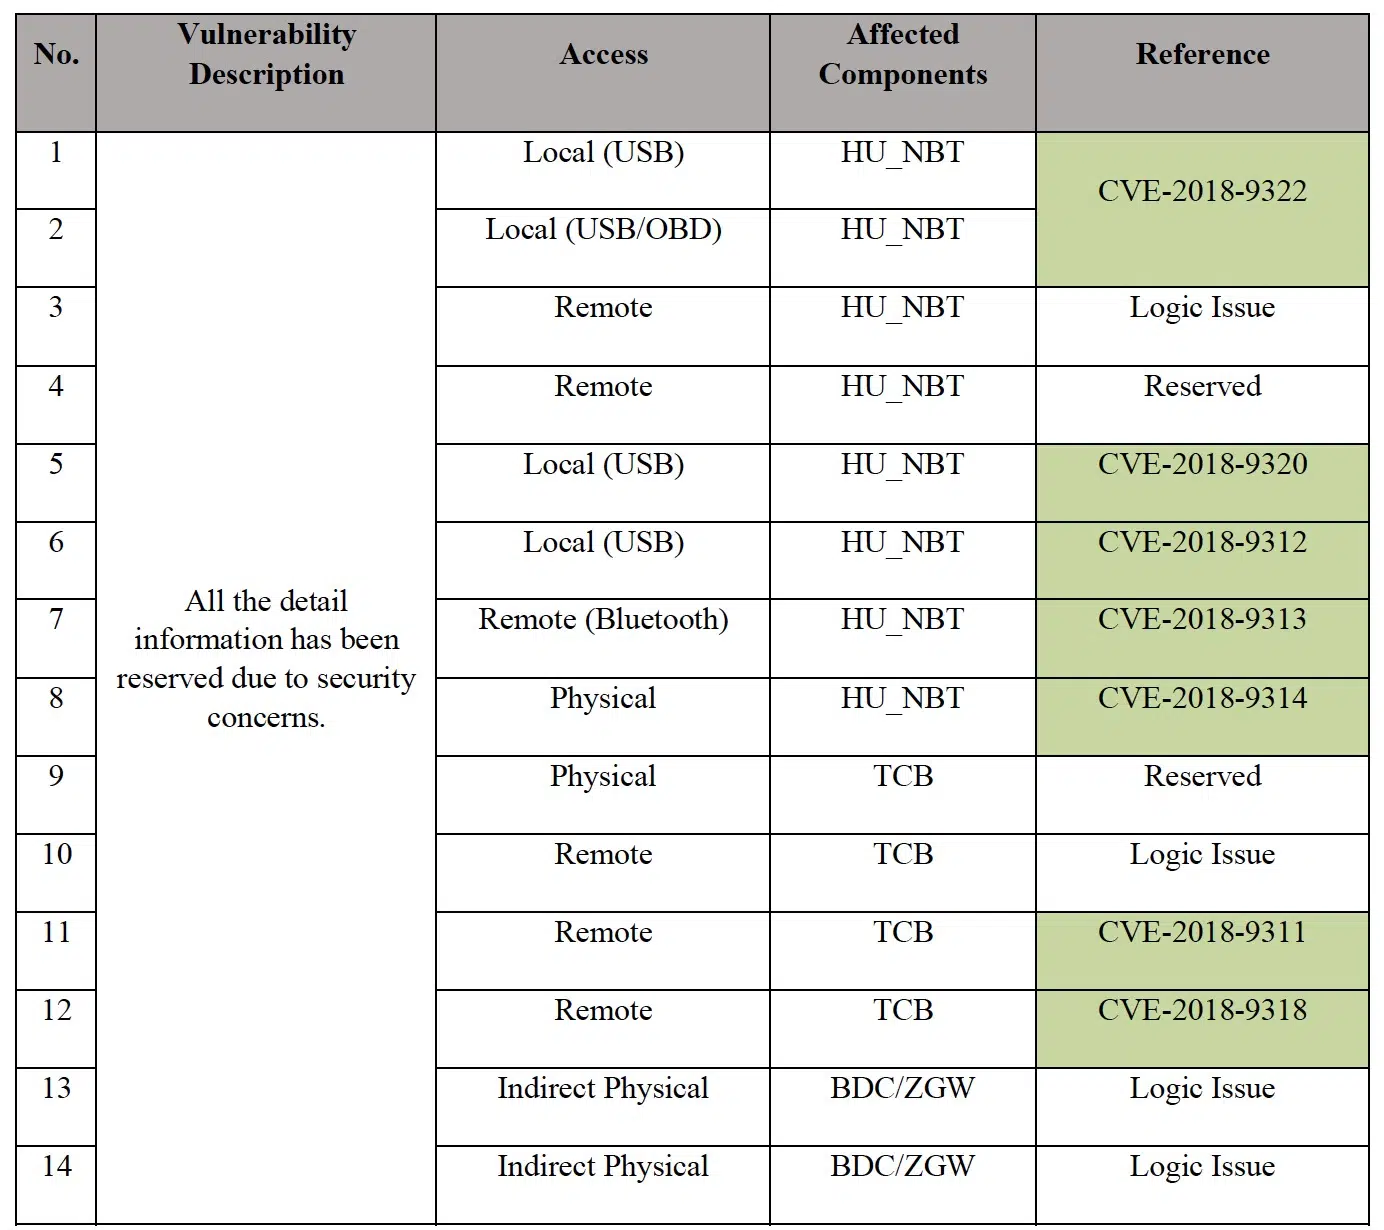 No.
Vulnerability
Description
Access
Affected
Components
Reference
1
Local (USB)
HU_NBT
CVE-2018-9322
2
Local (USB/OBD)
HU_NBT
3
Remote
HU_NBT
Logic Issue
4
Remote
HU_NBT
Reserved
5
Local (USB)
HU_NBT
CVE-2018-9320
6
Local (USB)
HU_NBT
CVE-2018-9312
All the detail
information has been
reserved due to security
concerns.
7
Remote (Bluetooth)
HU_NBT
CVE-2018-9313
8
Physical
HU_NBT
CVE-2018-9314
9
Physical
TCB
Reserved
10
Remote
TCB
Logic Issue
11
Remote
TCB
CVE-2018-9311
12
Remote
TCB
CVE-2018-9318
13
Indirect Physical
BDC/ZGW
Logic Issue
14
Indirect Physical
BDC/ZGW
Logic Issue